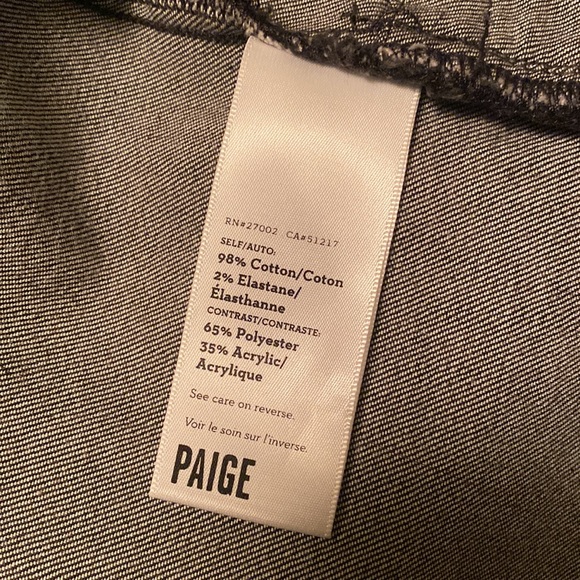 RN#27002 CA#51217
SELF/AUTO:
98% Cotton/Coton
2% Elastane/
Élasthanne
CONTRAST/CONTRASTE:
65% Polyester
35% Acrylic/
Acrylique
See care on reverse.
Voir le soin sur l'inverse.
PAIGE